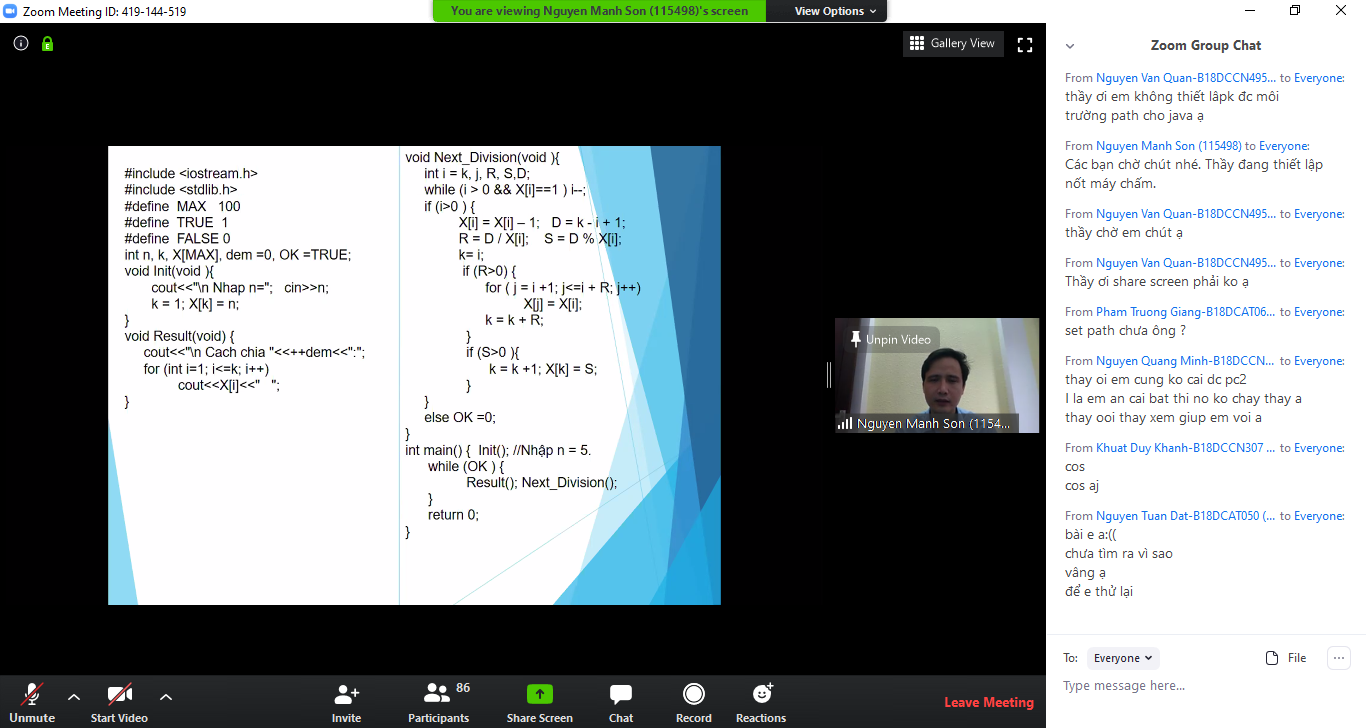 Zoom Meeting ID: 419-144-519
You are viewing Nguyen Manh Son (115498)'s screen
View Options
Gallery View
#include <iostream.h>
#include <stdlib.h>
#define MAX 100
#define TRUE 1
#define FALSE 0
int n, k, X[MAX], dem =0, OK =TRUE;
void Init(void ){
cout<<"\n Nhap n="; cin>>n;
k = 1; X[k] = n;
}
void Result(void) {
cout<<"\n Cach chia "<<++dem<<":";
for (int i=1; i<=k; i++)
cout<<X[i]<<" ";
}
void Next_Division(void ){
int i = k, j, R, S,D;
while (i > 0 && X[i]==1 ) i--;
if (i>0 ) {
X[i] = X[i] – 1; D = k - i + 1;
R = D / X[i]; S = D % X[i];
k= i;
if (R>0) {
for ( j = i +1; j<=i + R; j++)
X[j] = X[i];
k = k + R;
}
if (S>0 ){
k = k +1; X[k] = S;
}
}
else OK =0;
}
int main() { Init(); //Nhập n = 5.
while (OK ) {
Result(); Next_Division();
}
return 0;
}
Unpin Video
Nguyen Manh Son (1154...
Zoom Group Chat
From Nguyen Van Quan-B18DCCN495... to Everyone:
thầy ơi em không thiết lâpk đc môi
trường path cho java ạ
From Nguyen Manh Son (115498) to Everyone:
Các bạn chờ chút nhé. Thầy đang thiết lập
nốt máy chấm.
From Nguyen Van Quan-B18DCCN495... to Everyone:
thầy chờ em chút ạ
From Nguyen Van Quan-B18DCCN495... to Everyone:
Thầy ơi share screen phải ko ạ
From Pham Truong Giang-B18DCAT06... to Everyone:
set path chưa ông ?
From Nguyen Quang Minh-B18DCCN... to Everyone:
thay oi em cung ko cai dc pc2
I la em an cai bat thi no ko chay thay a
thay ooi thay xem giup em voi a
From Khuat Duy Khanh-B18DCCN307 ... to Everyone:
cos
cos aj
From Nguyen Tuan Dat-B18DCAT050 (... to Everyone:
bài e a:((
chưa tìm ra vì sao
vâng ạ
để e thử lại
To: Everyone
File
Type message here...
Unmute
Start Video
Invite
86
Participants
Share Screen
Chat
Record
Reactions
Leave Meeting